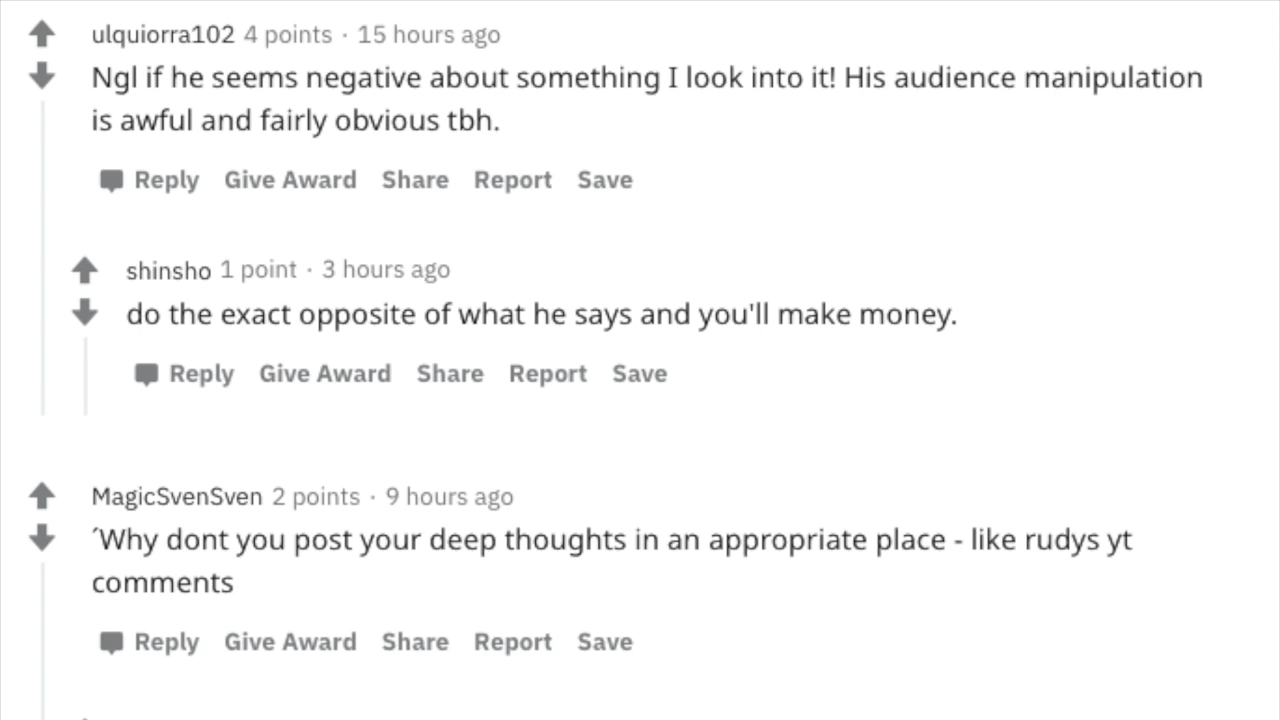 ulquiorra102 4 points · 15 hours ago
Ngl if he seems negative about something I look into it! His audience manipulation
is awful and fairly obvious tbh.
Reply Give Award Share Report Save
shinsho 1 point · 3 hours ago
do the exact opposite of what he says and you'll make money.
Reply Give Award Share Report Save
MagicSvenSven 2 points · 9 hours ago
´Why dont you post your deep thoughts in an appropriate place - like rudys yt
comments
Reply Give Award Share Report Save